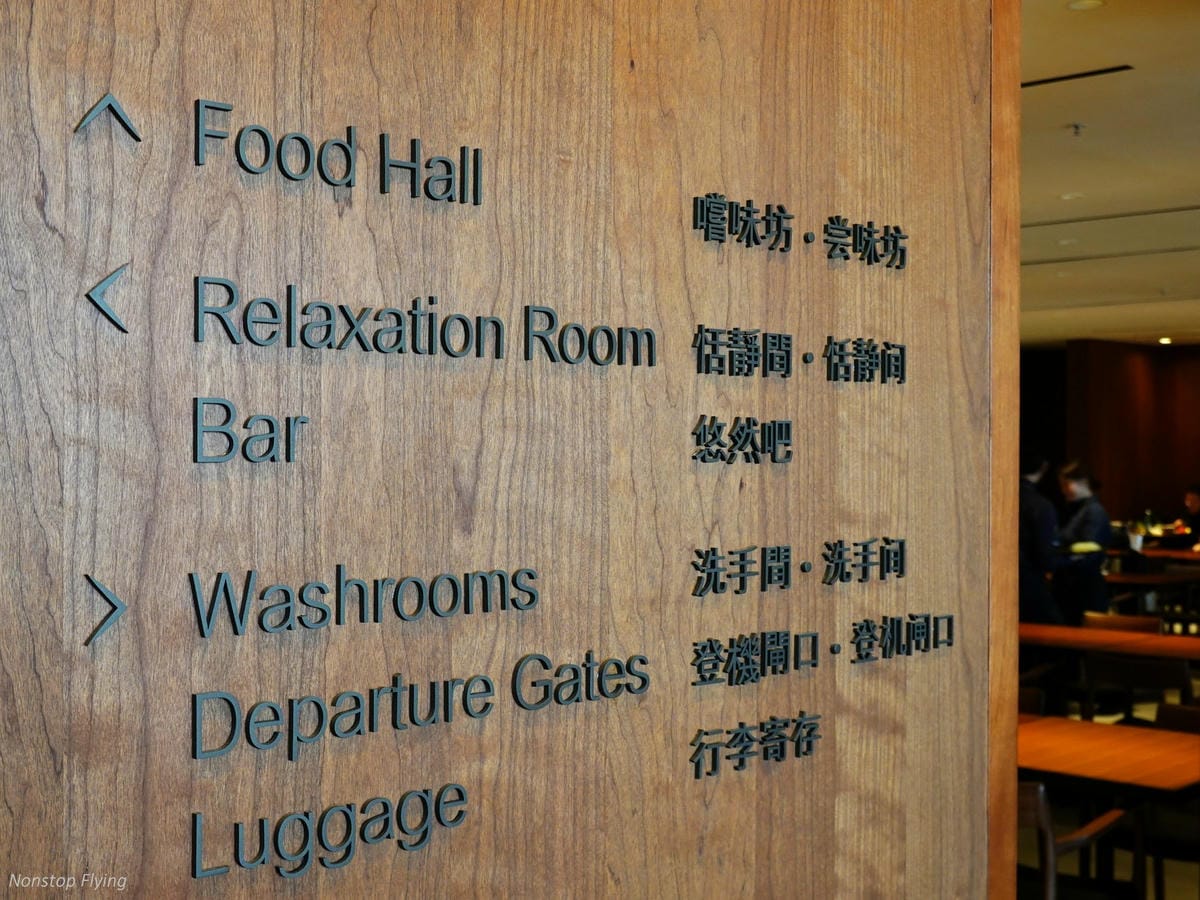 Food Hall 嚐味坊・尝味坊
Relaxation Room 恬靜間・恬静间
Bar 悠然吧
Washrooms 洗手間・洗手间
Departure Gates 登機閘口・登机闸口
Luggage 行李寄存
Nonstop Flying